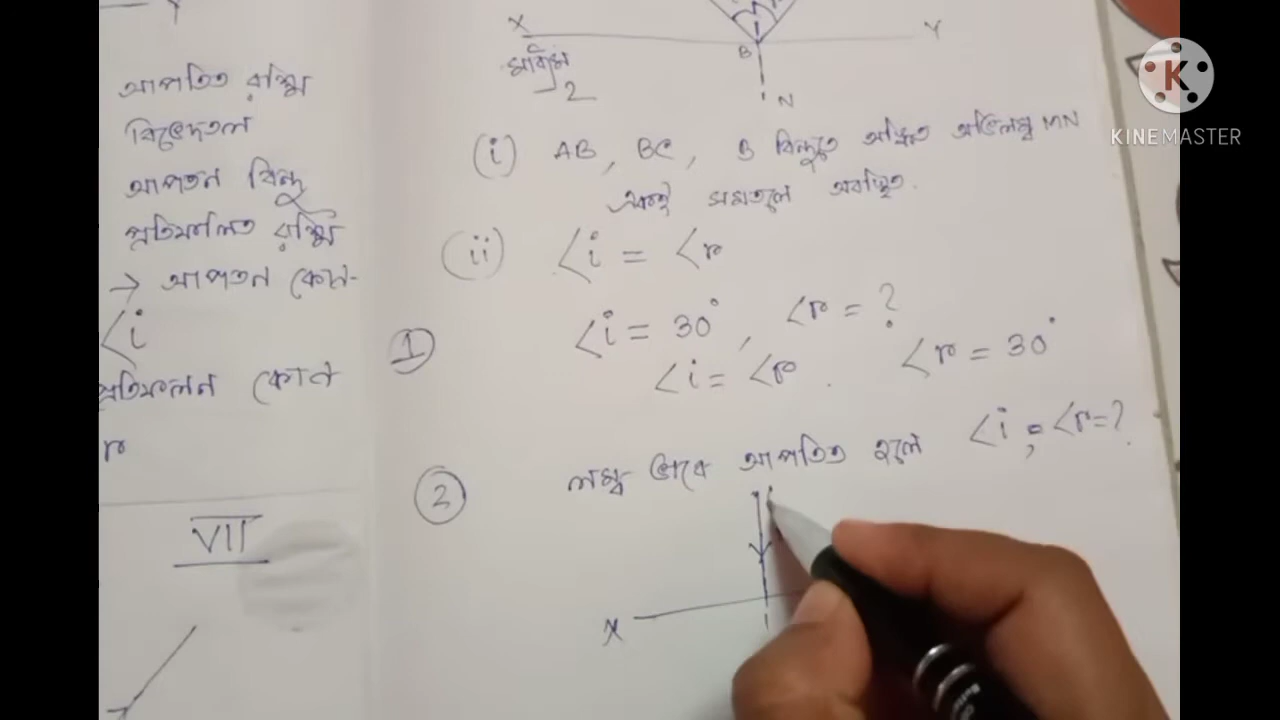 X
Y
B
মাধ্যম
2
N
আপতিত রশ্মি
বিভেদতল
আপতন বিন্দু
প্রতিফলিত রশ্মি
→ আপতন কোন-
<i
প্রতিফলন কোণ
r
VII
(i) AB, BC, B বিন্দুতে অঙ্কিত অভিলম্ব MN
একই সমতলে অবস্থিত.
(ii) <i = <r
1 <i = 30°, <r = ?
<i = <r. <r = 30°
2 লম্ব ভাবে আপতিত হলে <i, = <r = ?
X
K
KINEMASTER